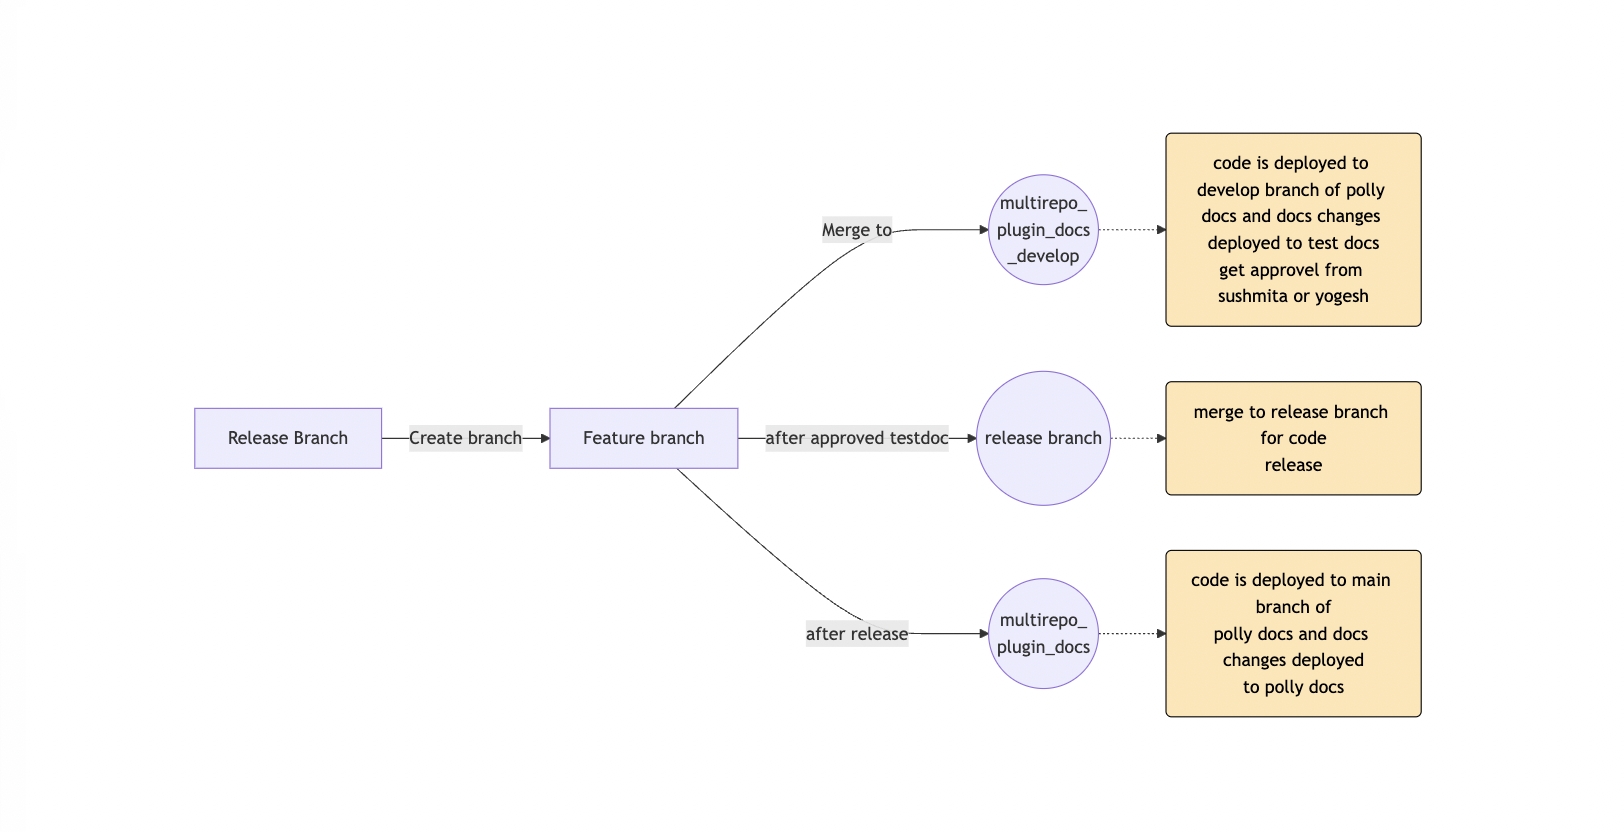 Release Branch
Create branch
Feature branch
Merge to
multirepo_
plugin_docs
_develop
code is deployed to
develop branch of polly
docs and docs changes
deployed to test docs
get approvel from
sushmita or yogesh
after approved testdoc
release branch
merge to release branch
for code
release
after release
multirepo_
plugin_docs
code is deployed to main
branch of
polly docs and docs
changes deployed
to polly docs